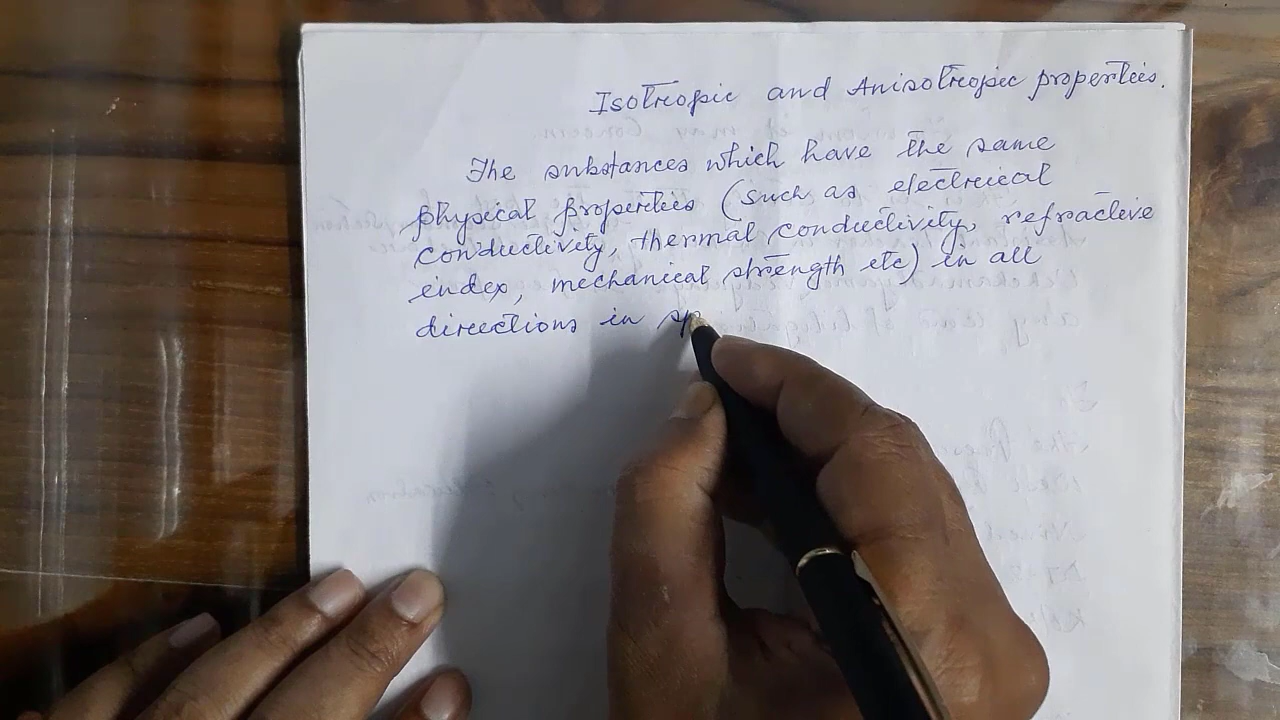 Isotropic and Anisotropic properties.
The substances which have the same
physical properties (such as electrical
conductivity, thermal conductivity, refractive
index, mechanical strength etc) in all
directions in sp